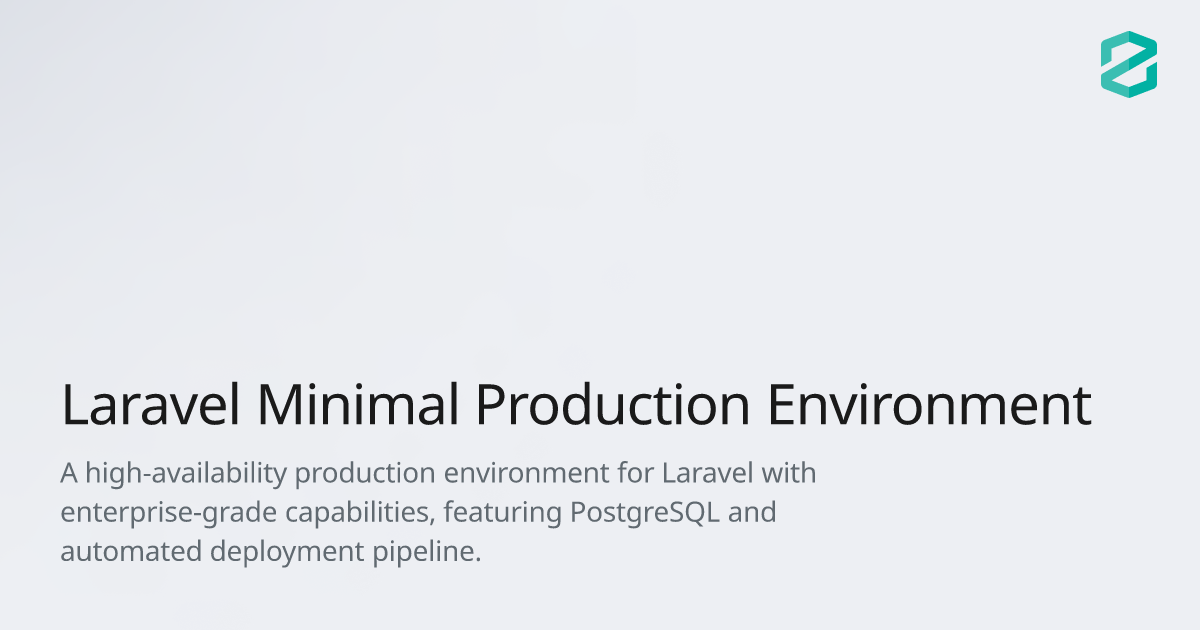 Laravel Minimal Production Environment
A high-availability production environment for Laravel with
enterprise-grade capabilities, featuring PostgreSQL and
automated deployment pipeline.